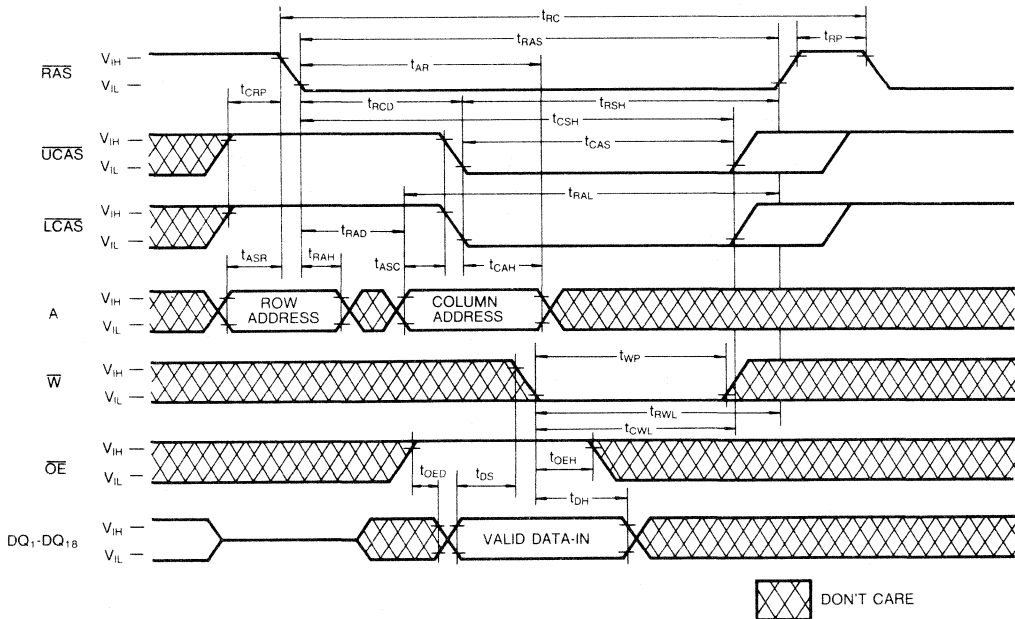 tRC
tRAS
tRP
tAR
RAS
VIH
VIL
tCRP
tRCD
tRSH
tCSH
UCAS
VIH
VIL
tCAS
tRAL
LCAS
VIH
VIL
tRAD
tASR
tRAH
tASC
tCAH
A
VIH
VIL
ROW
ADDRESS
COLUMN
ADDRESS
W
VIH
VIL
tWP
tRWL
tCWL
OE
VIH
VIL
tOED
tDS
tOEH
tDH
DQ1-DQ18
VIH
VIL
VALID DATA-IN
DON'T CARE